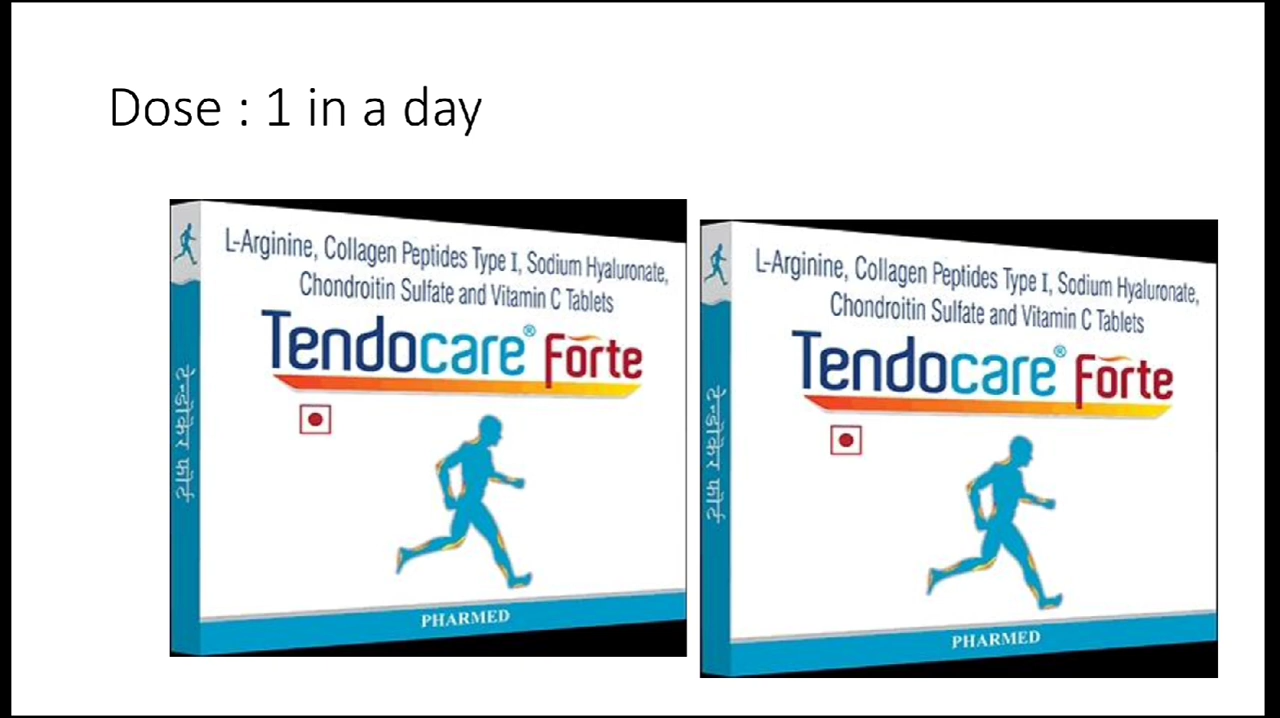 Dose : 1 in a day
L-Arginine, Collagen Peptides Type I, Sodium Hyaluronate,
Chondroitin Sulfate and Vitamin C Tablets
Tendocare® Forte
टेन्डोकेर फोर्ट
PHARMED
L-Arginine, Collagen Peptides Type I, Sodium Hyaluronate,
Chondroitin Sulfate and Vitamin C Tablets
Tendocare® Forte
टेन्डोकेर फोर्ट
PHARMED